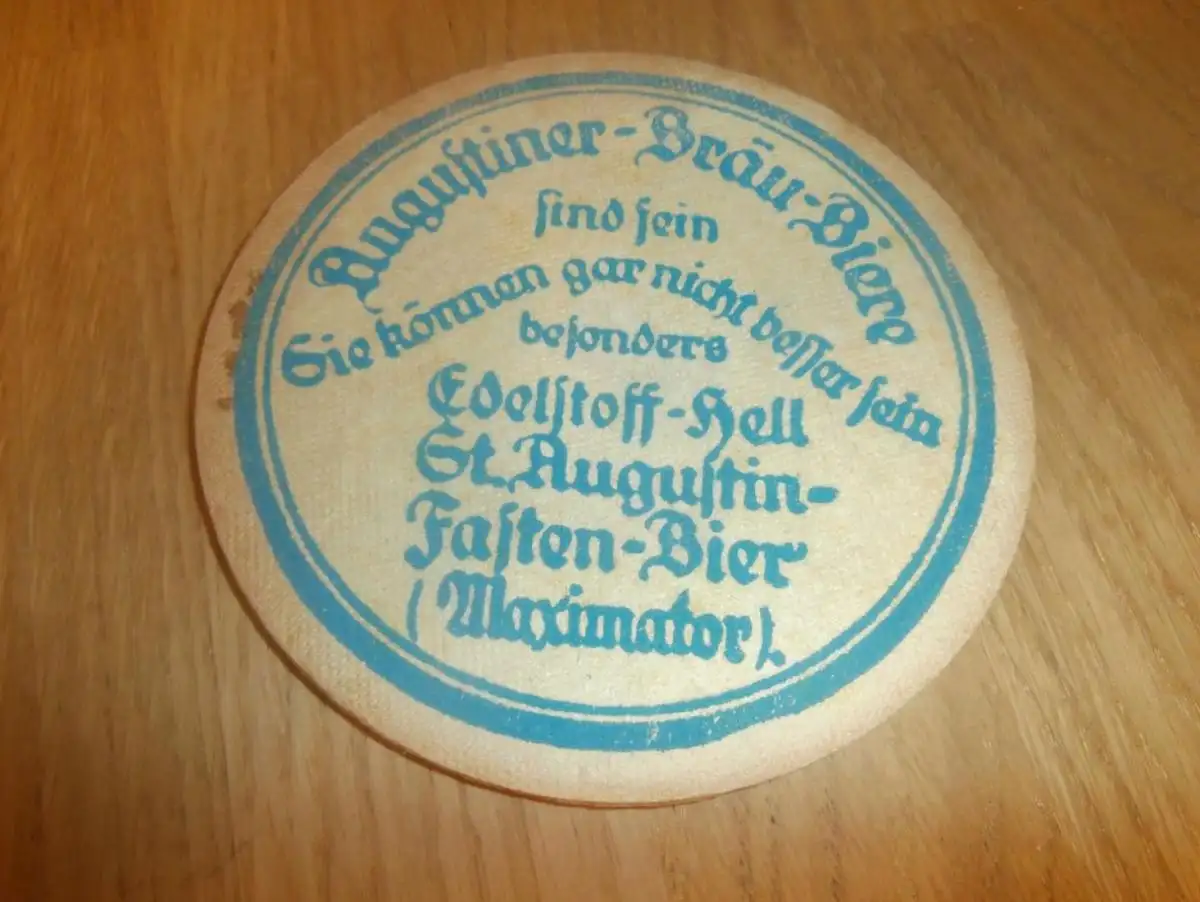 Auguſtiner-Bräu-Biere
ſind fein
Sie können gar nicht beſſer ſein
beſonders
Edelſtoff-Hell
St. Auguſtin-
Faſten-Bier
(Maximator).